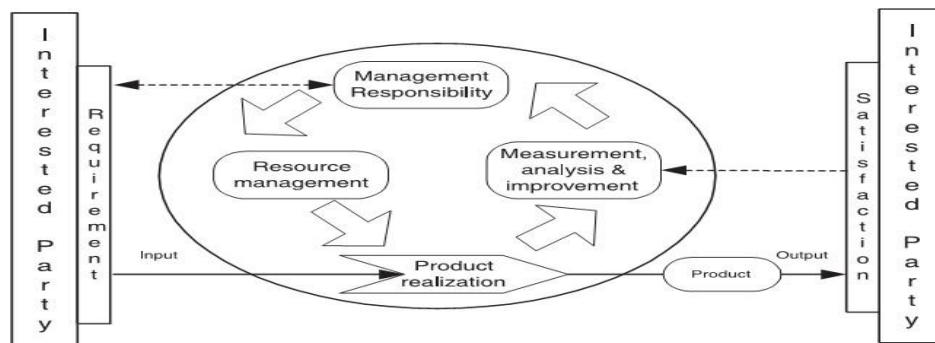 Interested Party
Requirement
Management
Responsibility
Resource
management
Measurement,
analysis &
improvement
Input
Product
realization
Product
Output
Satisfaction
Interested Party